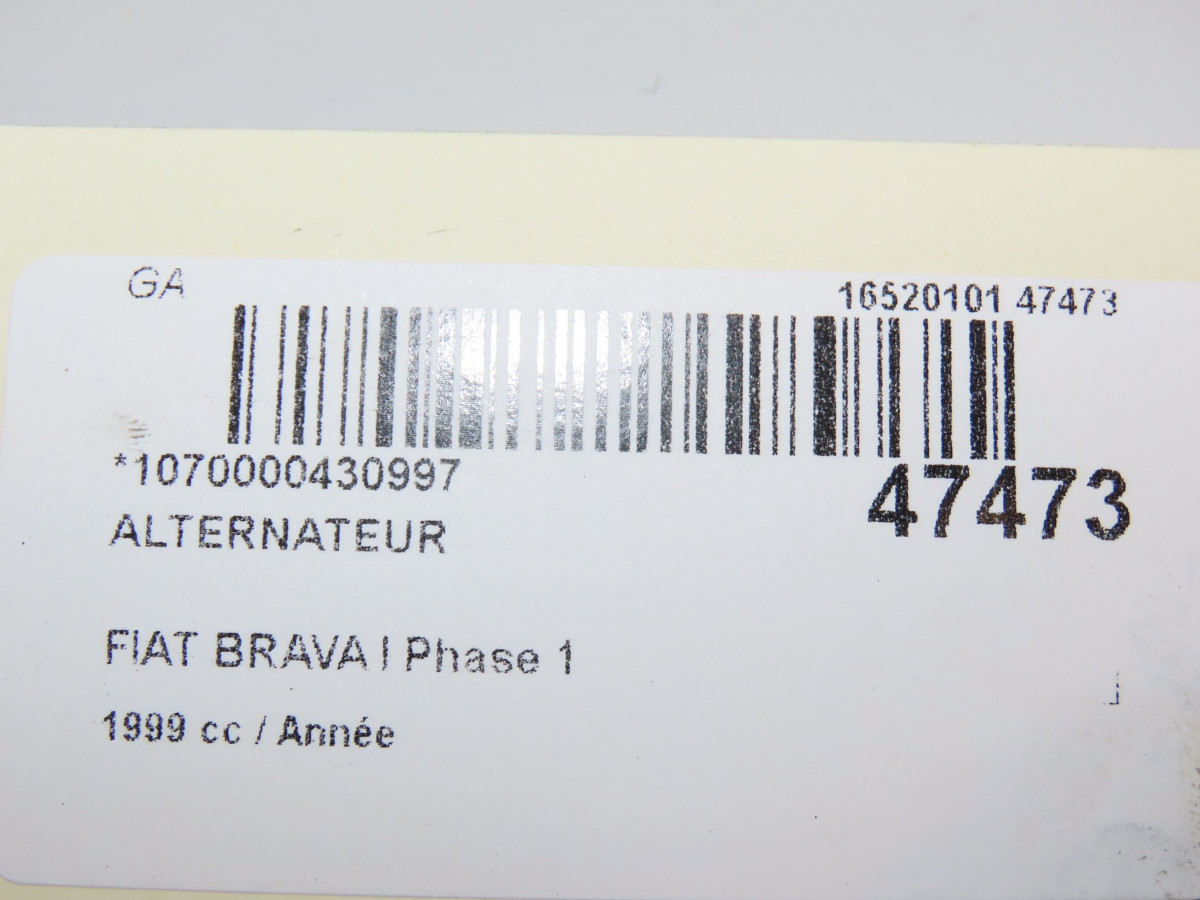 GA
16520101 47473
*1070000430997
47473
ALTERNATEUR
FIAT BRAVA I Phase 1
1999 cc / Année